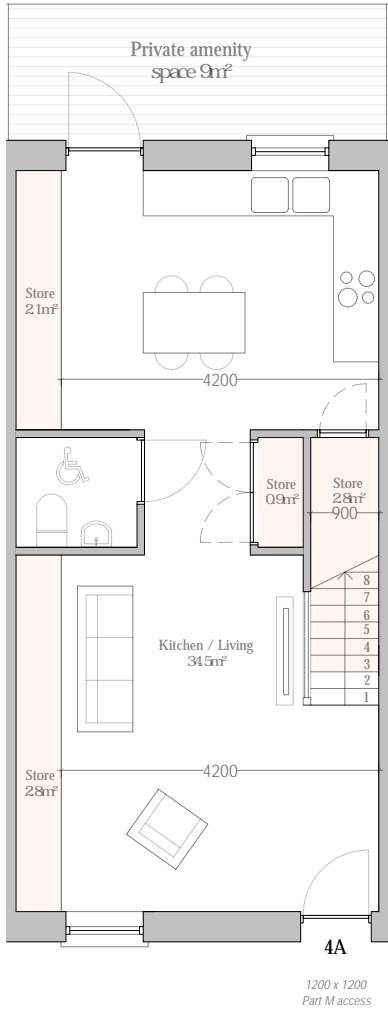 Private amenity
space 9m²
Store
2.1m²
4200
Store
0.9m²
Store
2.8m²
900
8
7
6
5
4
3
2
1
Kitchen / Living
34.5m²
4200
Store
2.8m²
4A
1200 x 1200
Part M access